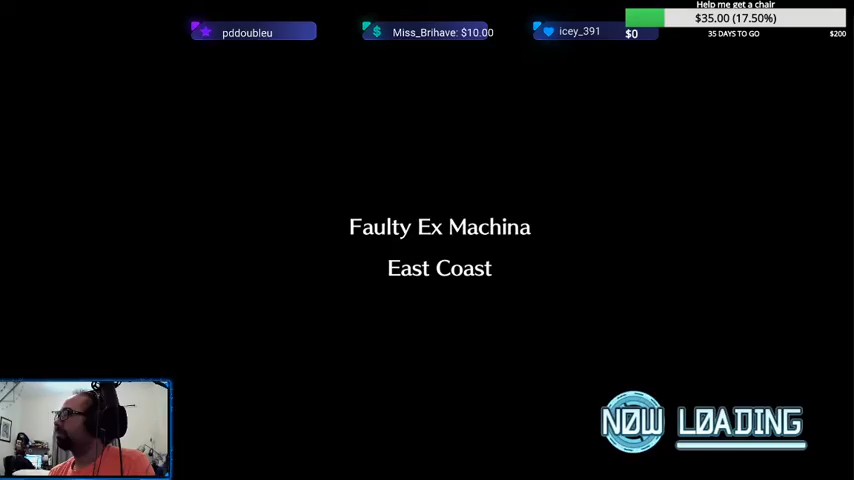 Help me get a chair
$35.00 (17.50%)
$0
35 DAYS TO GO
$200
pddoubleu
Miss_Brihave: $10.00
icey_391
Faulty Ex Machina
East Coast
NOW LOADING